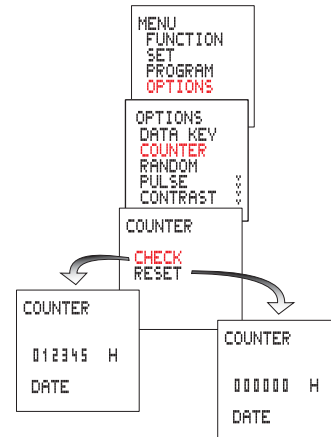 MENU
FUNCTION
SET
PROGRAM
OPTIONS
OPTIONS
DATA KEY
COUNTER
RANDOM
PULSE
CONTRAST
COUNTER
CHECK
RESET
COUNTER
012345 H
DATE
COUNTER
000000 H
DATE